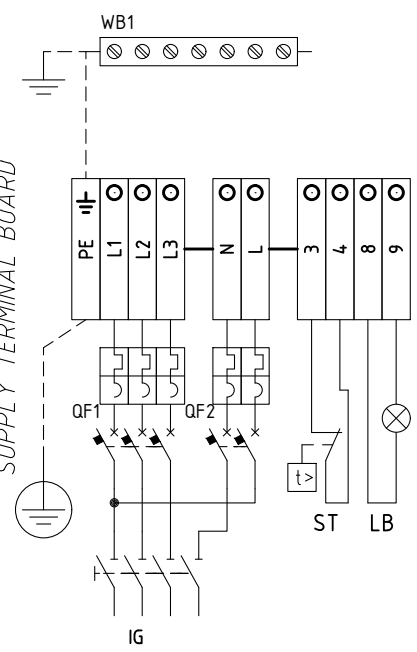 WB1
SUPPLY TERMINAL BOARD
PE L1 L2 L3 N L 3 4 8 9
QF1 QF2
t>
ST LB
IG